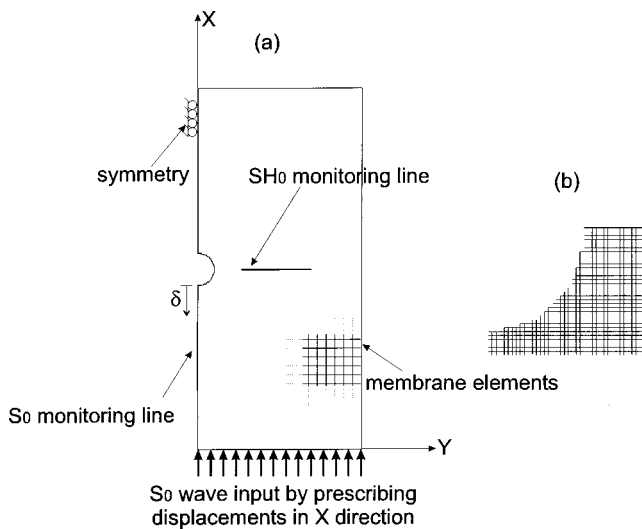 X
(a)
symmetry
SH0 monitoring line
(b)
δ
membrane elements
S0 monitoring line
Y
S0 wave input by prescribing
displacements in X direction